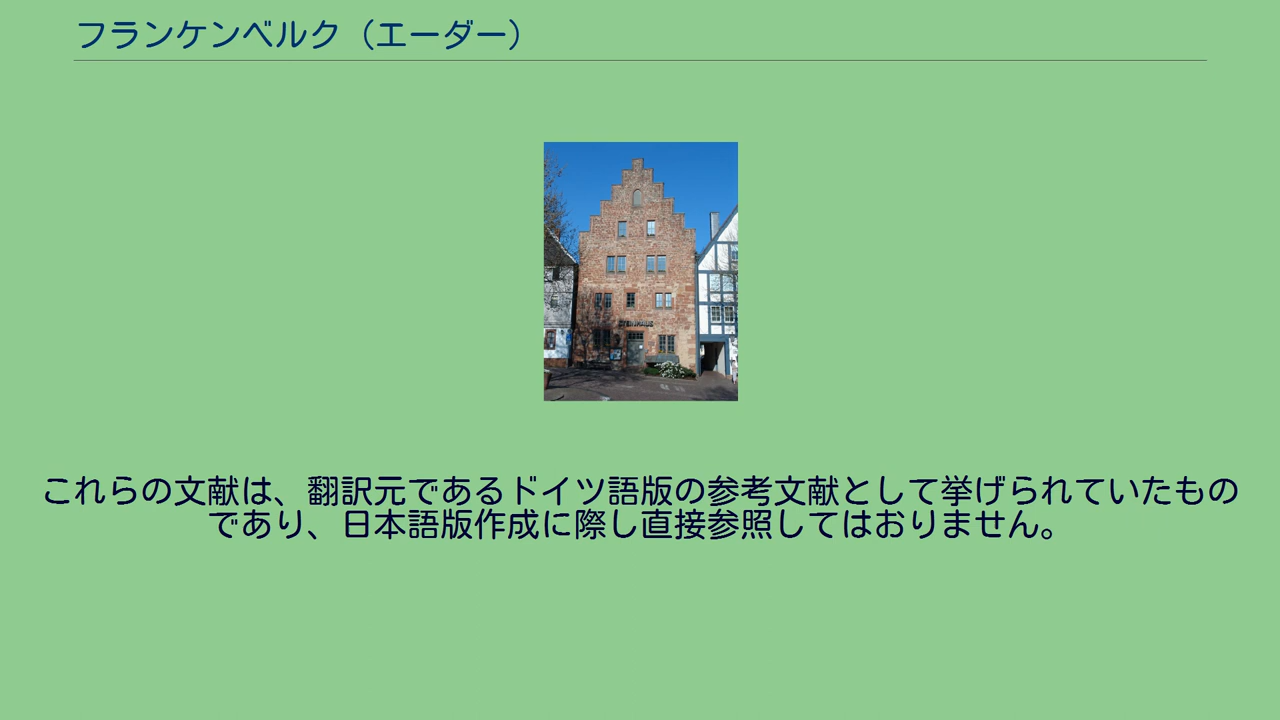 フランケンベルク（エーダー）
STEINHAUS
これらの文献は、翻訳元であるドイツ語版の参考文献として挙げられていたもの
であり、日本語版作成に際し直接参照してはおりません。